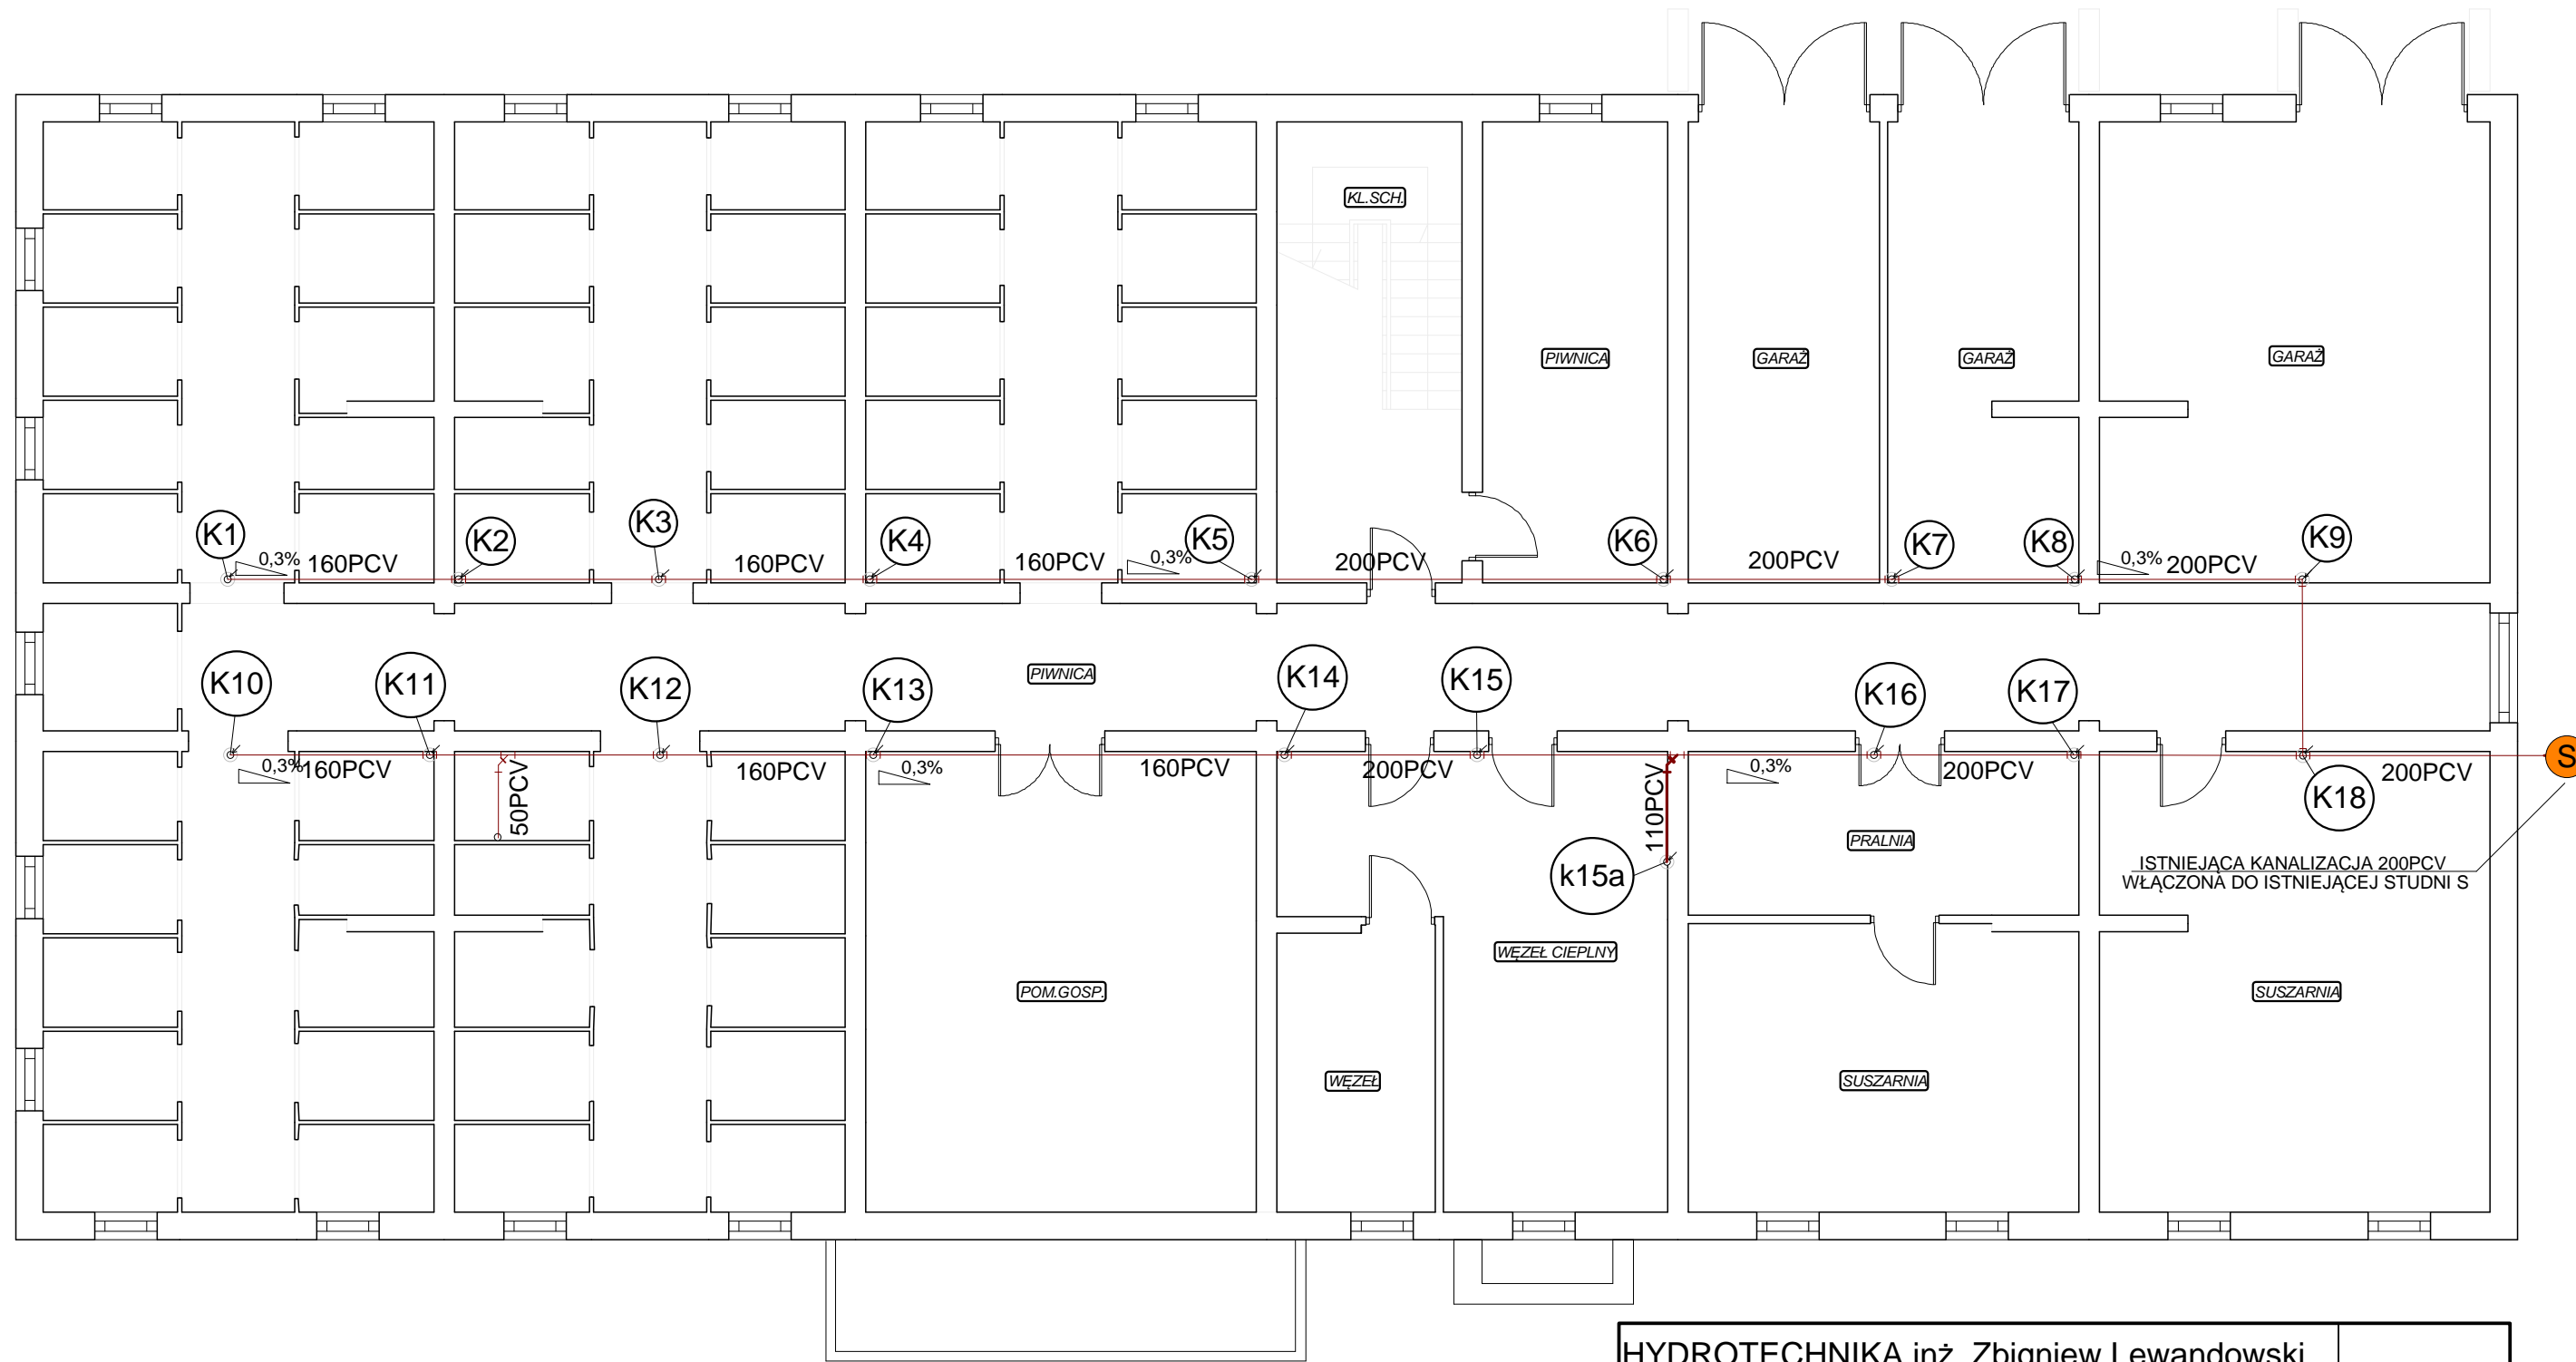 KL.SCH.
PIWNICA
GARAŻ
GARAŻ
GARAŻ
K1
K2
K3
K4
K5
K6
K7
K8
K9
0,3%
160PCV
160PCV
160PCV
0,3%
200PCV
200PCV
0,3%
200PCV
K10
K11
K12
K13
PIWNICA
K14
K15
K16
K17
S
0,3%
160PCV
50PCV
160PCV
0,3%
160PCV
200PCV
110PCV
0,3%
200PCV
200PCV
K18
k15a
PRALNIA
ISTNIEJĄCA KANALIZACJA 200PCV
WŁĄCZONA DO ISTNIEJĄCEJ STUDNI S
WĘZEŁ CIEPLNY
POM.GOSP.
SUSZARNIA
WĘZEŁ
SUSZARNIA
HYDROTECHNIKA inż. Zbigniew Lewandowski